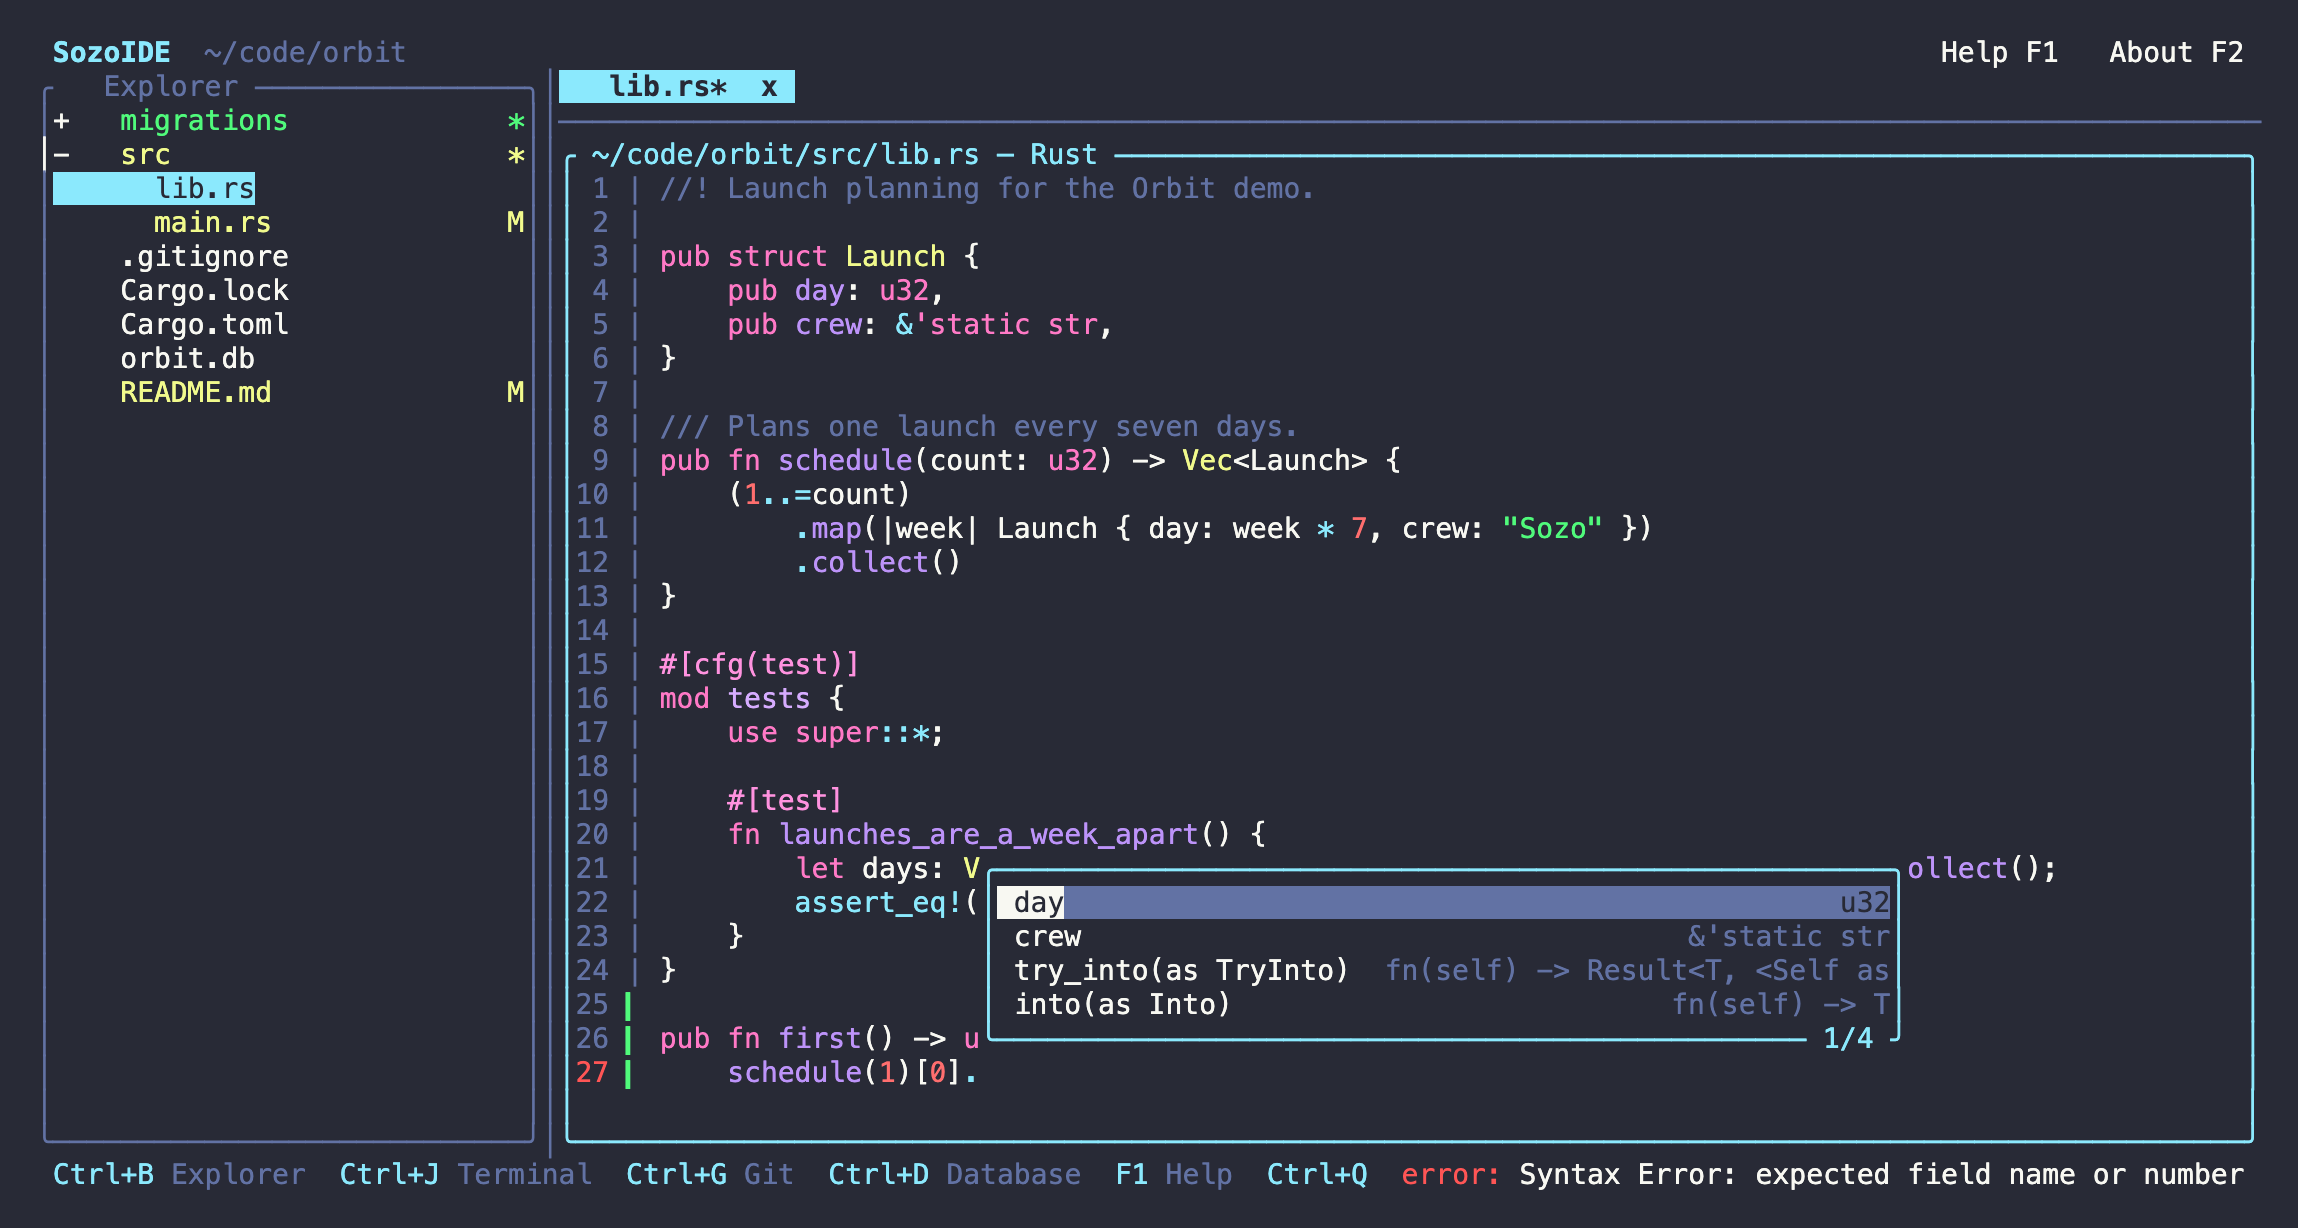 SozoIDE  ~/code/orbit  Help F1  About F2
Explorer
+ migrations *
− src *
lib.rs
main.rs M
.gitignore
Cargo.lock
Cargo.toml
orbit.db
README.md M
lib.rs*  x
~/code/orbit/src/lib.rs — Rust
1 | //! Launch planning for the Orbit demo.
2 |
3 | pub struct Launch {
4 |     pub day: u32,
5 |     pub crew: &'static str,
6 | }
7 |
8 | /// Plans one launch every seven days.
9 | pub fn schedule(count: u32) -> Vec<Launch> {
10 |     (1..=count)
11 |         .map(|week| Launch { day: week * 7, crew: "Sozo" })
12 |         .collect()
13 | }
14 |
15 | #[cfg(test)]
16 | mod tests {
17 |     use super::*;
18 |
19 |     #[test]
20 |     fn launches_are_a_week_apart() {
21 |         let days: V ollect();
22 |         assert_eq!(
23 |     }
24 | }
25 |
26 | pub fn first() -> u
27 |     schedule(1)[0].
day  u32
crew  &'static str
try_into(as TryInto)  fn(self) -> Result<T, <Self as
into(as Into)  fn(self) -> T
1/4
Ctrl+B Explorer  Ctrl+J Terminal  Ctrl+G Git  Ctrl+D Database  F1 Help  Ctrl+Q  error: Syntax Error: expected field name or number